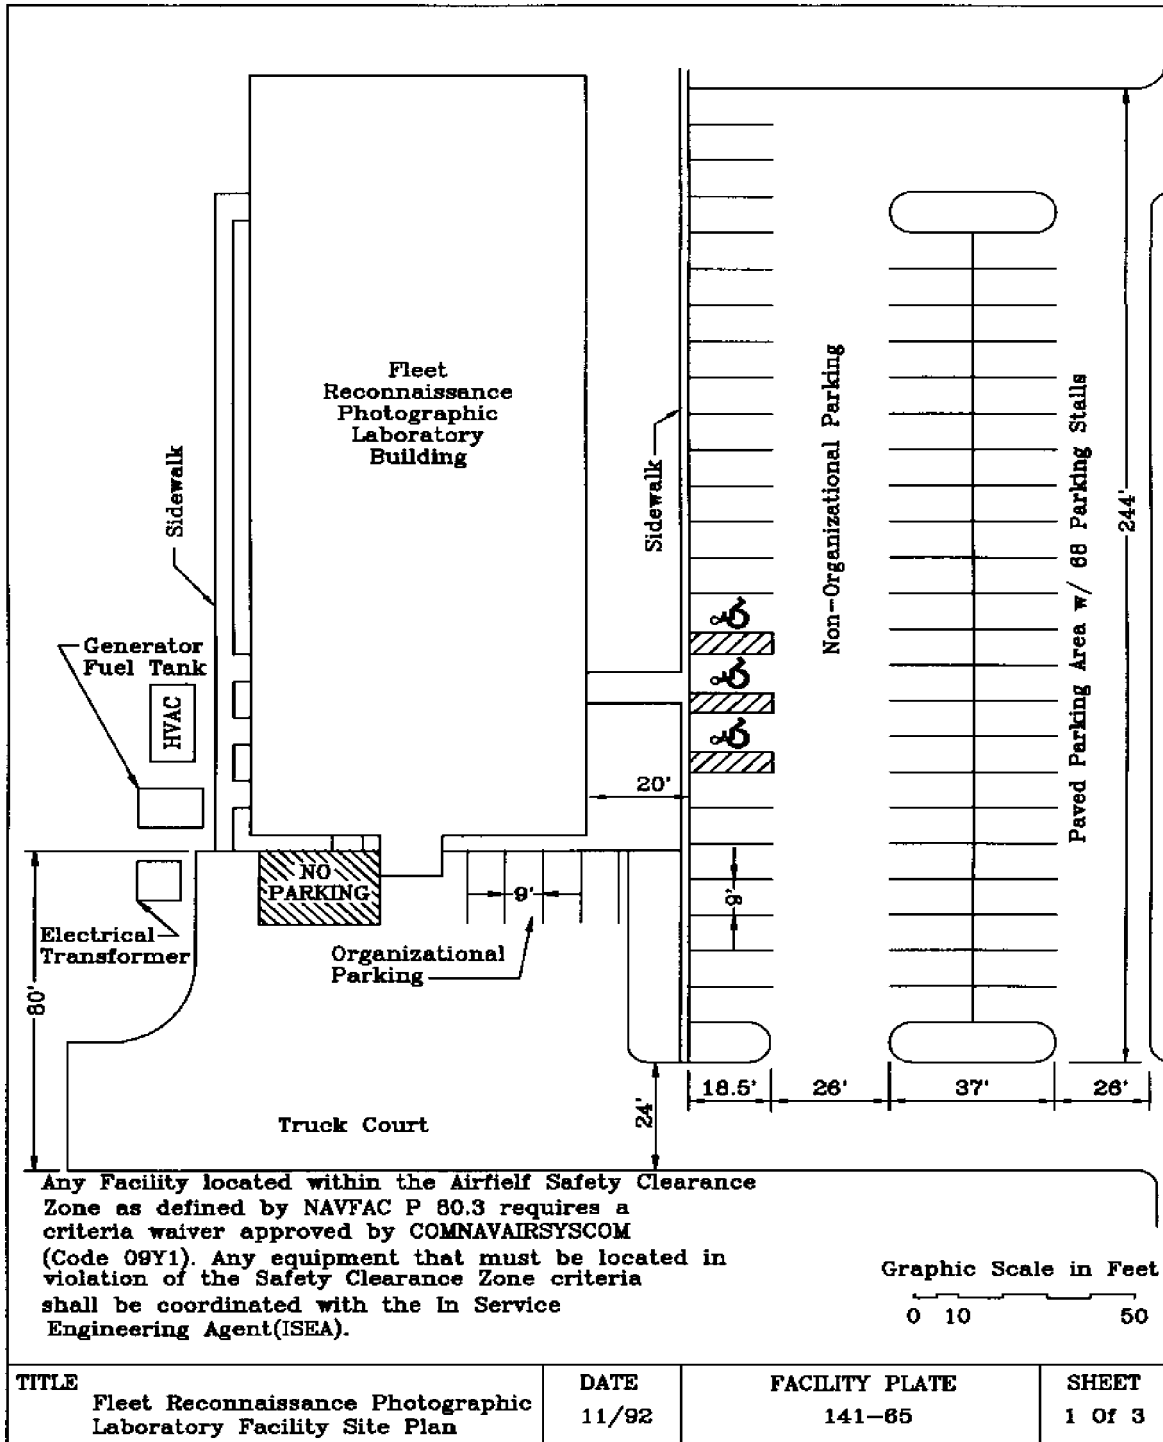 Fleet
Reconnaissance
Photographic
Laboratory
Building
Sidewalk
Sidewalk
Non-Organizational Parking
Paved Parking Area w/ 68 Parking Stalls
244'
Generator
Fuel Tank
HVAC
20'
NO
PARKING
9'
9'
Electrical
Transformer
Organizational
Parking
80'
18.5'
26'
37'
26'
24'
Truck Court
Any Facility located within the Airfielf Safety Clearance
Zone as defined by NAVFAC P 80.3 requires a
criteria waiver approved by COMNAVAIRSYSCOM
(Code 09Y1). Any equipment that must be located in
violation of the Safety Clearance Zone criteria
shall be coordinated with the In Service
Engineering Agent(ISEA).
Graphic Scale in Feet
0 10 50
TITLE
Fleet Reconnaissance Photographic
Laboratory Facility Site Plan
DATE
11/92
FACILITY PLATE
141-65
SHEET
1 Of 3